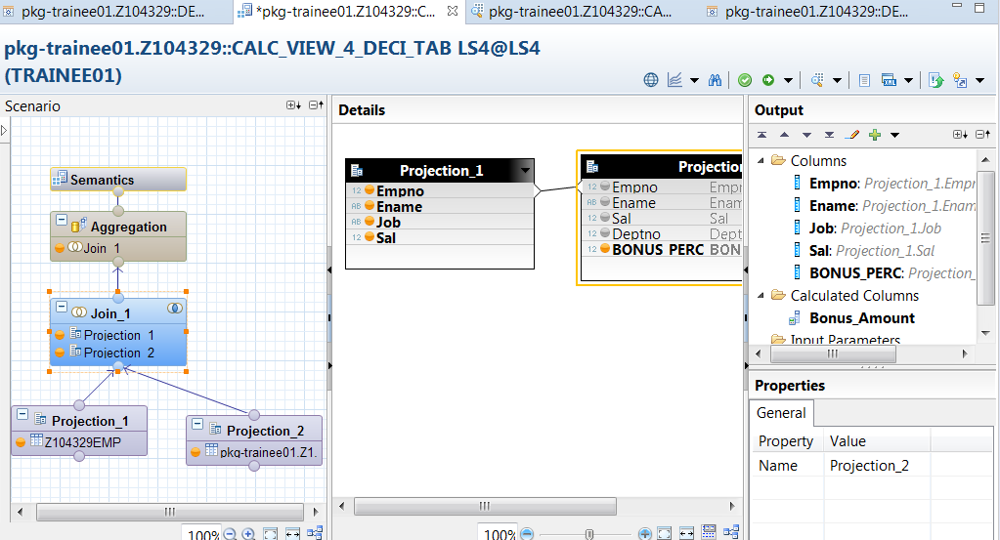 pkg-trainee01.Z104329::DE...
*pkg-trainee01.Z104329::C...
pkg-trainee01.Z104329::CA...
pkg-trainee01.Z104329::DE...
pkg-trainee01.Z104329::CALC_VIEW_4_DECI_TAB LS4@LS4
(TRAINEE01)
Scenario
Semantics
Aggregation
Join_1
Join_1
Projection_1
Projection_2
Projection_1
Z104329EMP
Projection_2
pkg-trainee01.Z1.
100%
Details
Projection_1
12 Empno
AB Ename
AB Job
12 Sal
Projection
12 Empno Empn
AB Ename Enam
12 Sal Sal
12 Deptno Dept
12 BONUS_PERC BON
100%
Output
Columns
Empno: Projection_1.Empr
Ename: Projection_1.Enam
Job: Projection_1.Job
Sal: Projection_1.Sal
BONUS_PERC: Projection_
Calculated Columns
Bonus_Amount
Input Parameters
Properties
General
Property Value
Name Projection_2